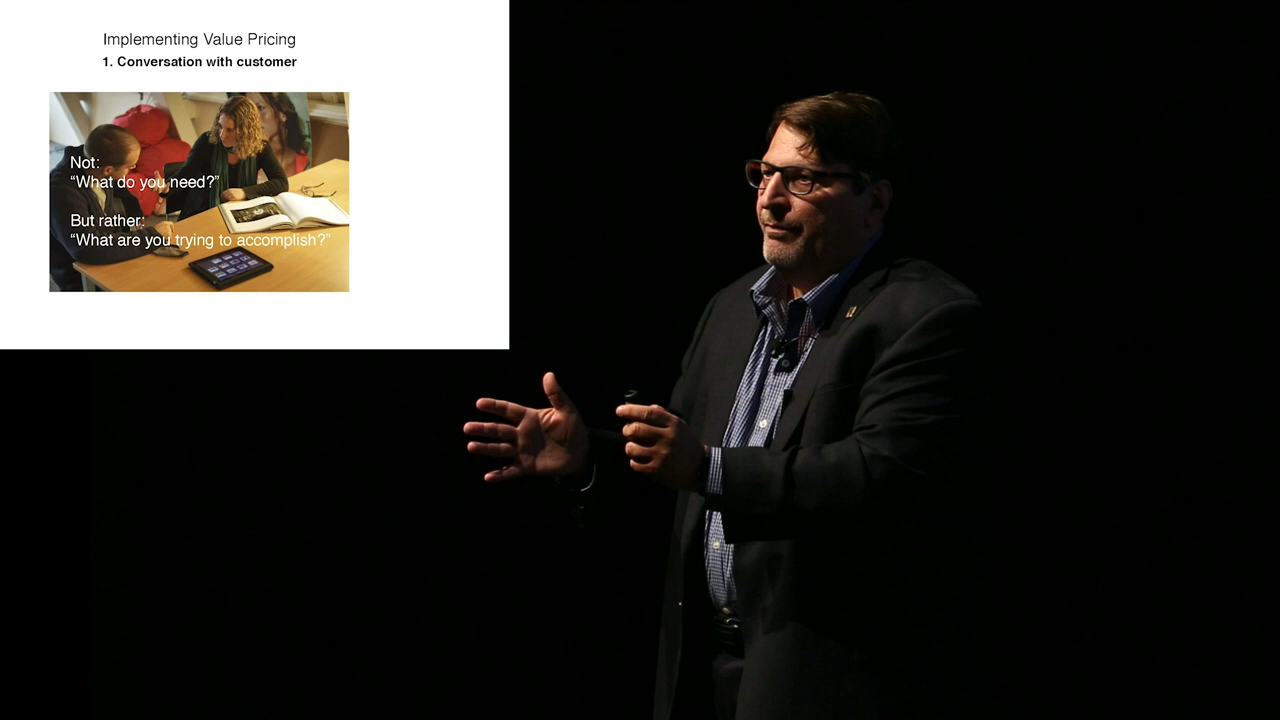 Implementing Value Pricing
1. Conversation with customer
Not:
“What do you need?”
But rather:
“What are you trying to accomplish?”